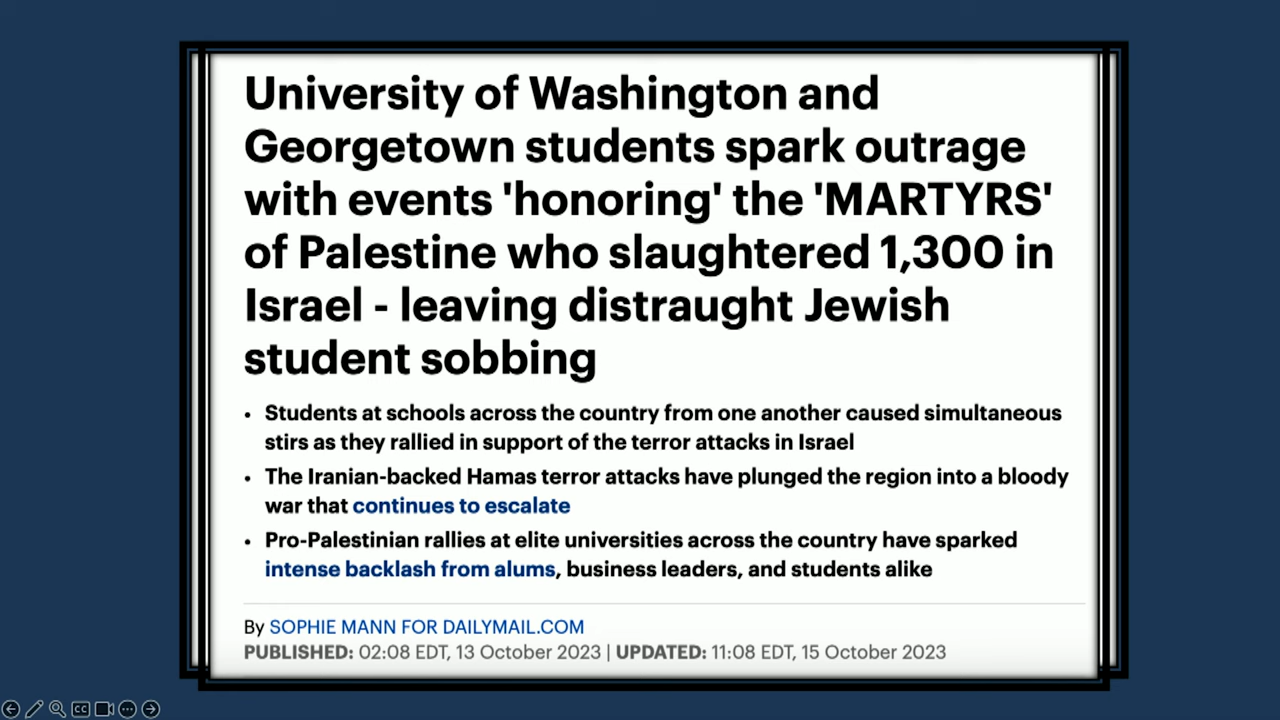 University of Washington and
Georgetown students spark outrage
with events 'honoring' the 'MARTYRS'
of Palestine who slaughtered 1,300 in
Israel - leaving distraught Jewish
student sobbing
• Students at schools across the country from one another caused simultaneous
stirs as they rallied in support of the terror attacks in Israel
• The Iranian-backed Hamas terror attacks have plunged the region into a bloody
war that continues to escalate
• Pro-Palestinian rallies at elite universities across the country have sparked
intense backlash from alums, business leaders, and students alike
By SOPHIE MANN FOR DAILYMAIL.COM
PUBLISHED: 02:08 EDT, 13 October 2023 | UPDATED: 11:08 EDT, 15 October 2023
CC